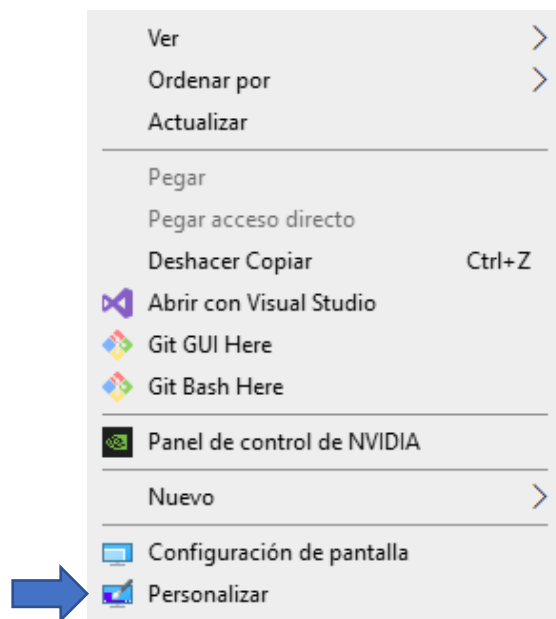 Ver
Ordenar por
Actualizar
Pegar
Pegar acceso directo
Deshacer Copiar Ctrl+Z
Abrir con Visual Studio
Git GUI Here
Git Bash Here
Panel de control de NVIDIA
Nuevo
Configuración de pantalla
Personalizar